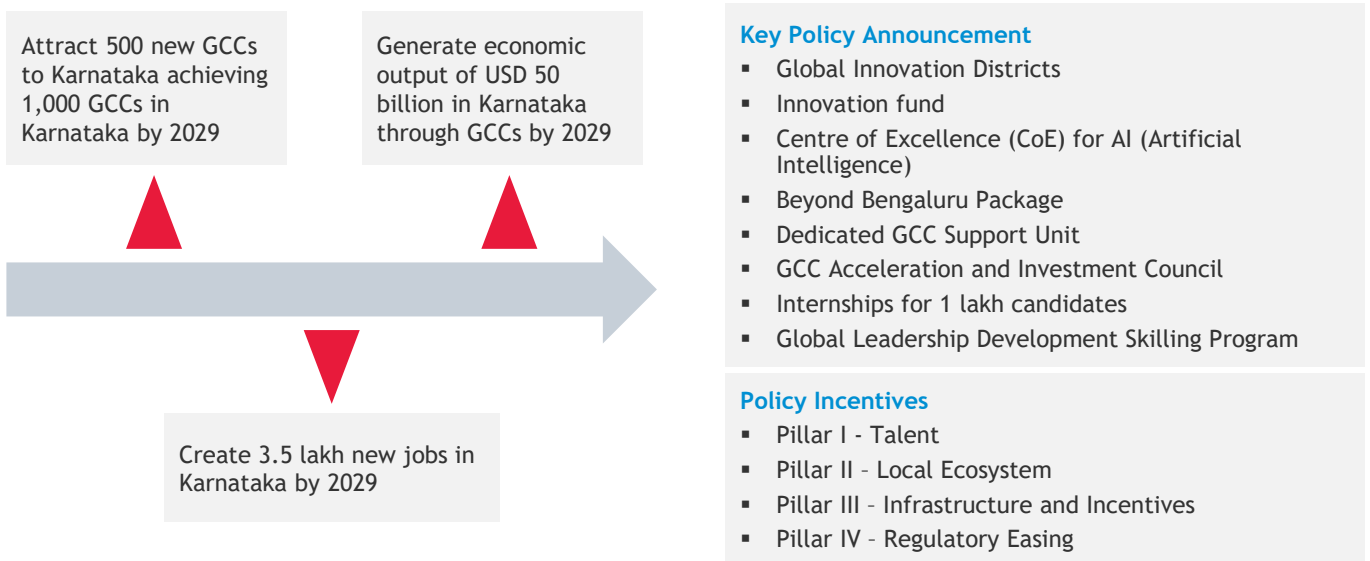 Attract 500 new GCCs
to Karnataka achieving
1,000 GCCs in
Karnataka by 2029
Generate economic
output of USD 50
billion in Karnataka
through GCCs by 2029
Create 3.5 lakh new jobs in
Karnataka by 2029
Key Policy Announcement
▪ Global Innovation Districts
▪ Innovation fund
▪ Centre of Excellence (CoE) for AI (Artificial
Intelligence)
▪ Beyond Bengaluru Package
▪ Dedicated GCC Support Unit
▪ GCC Acceleration and Investment Council
▪ Internships for 1 lakh candidates
▪ Global Leadership Development Skilling Program
Policy Incentives
▪ Pillar I - Talent
▪ Pillar II – Local Ecosystem
▪ Pillar III – Infrastructure and Incentives
▪ Pillar IV – Regulatory Easing